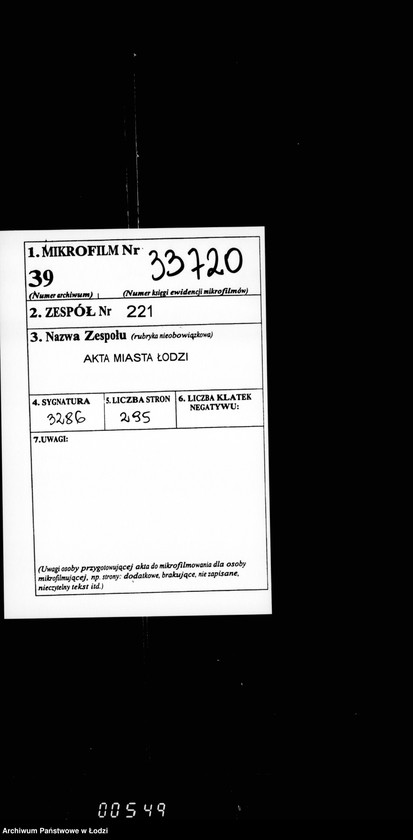 1. MIKROFILM Nr 33720
39
(Numer archiwum) (Numer księgi ewidencji mikrofilmów)
2. ZESPÓŁ Nr 221
3. Nazwa Zespołu (rubryka nieobowiązkowa)
AKTA MIASTA ŁODZI
4. SYGNATURA 5. LICZBA STRON 6. LICZBA KLATEK
NEGATYWU:
3286 295
7. UWAGI:
(Uwagi osoby przygotowującej akta do mikrofilmowania dla osoby
mikrofilmującej, np. strony: dodatkowe, brakujące, nie zapisane,
nieczytelny tekst itd.)
00549
Archiwum Państwowe w Łodzi